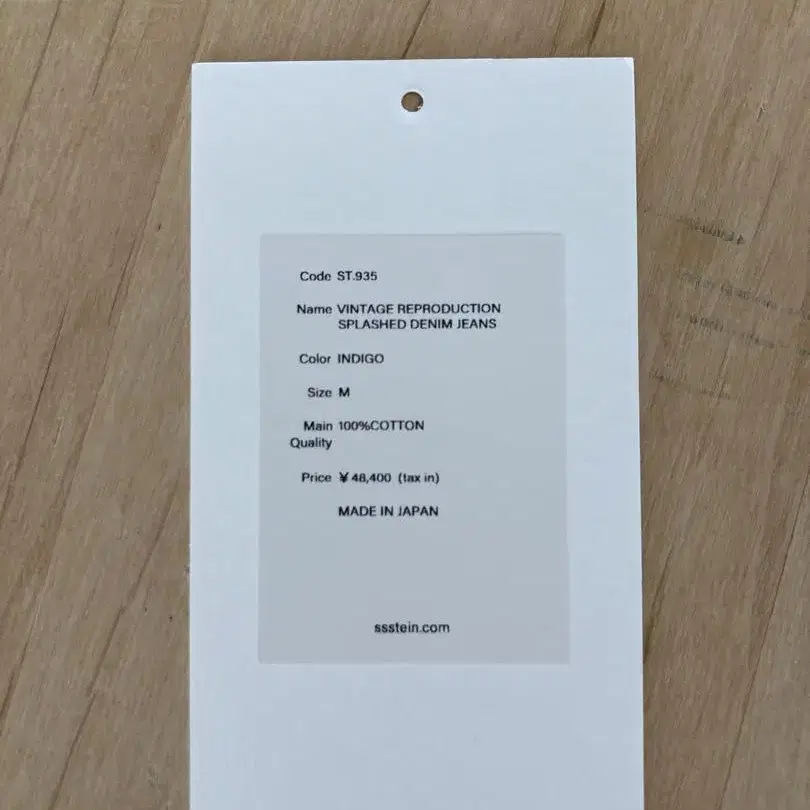 Code ST.935
Name VINTAGE REPRODUCTION
SPLASHED DENIM JEANS
Color INDIGO
Size M
Main 100%COTTON
Quality
Price ¥ 48,400 (tax in)
MADE IN JAPAN
ssstein.com